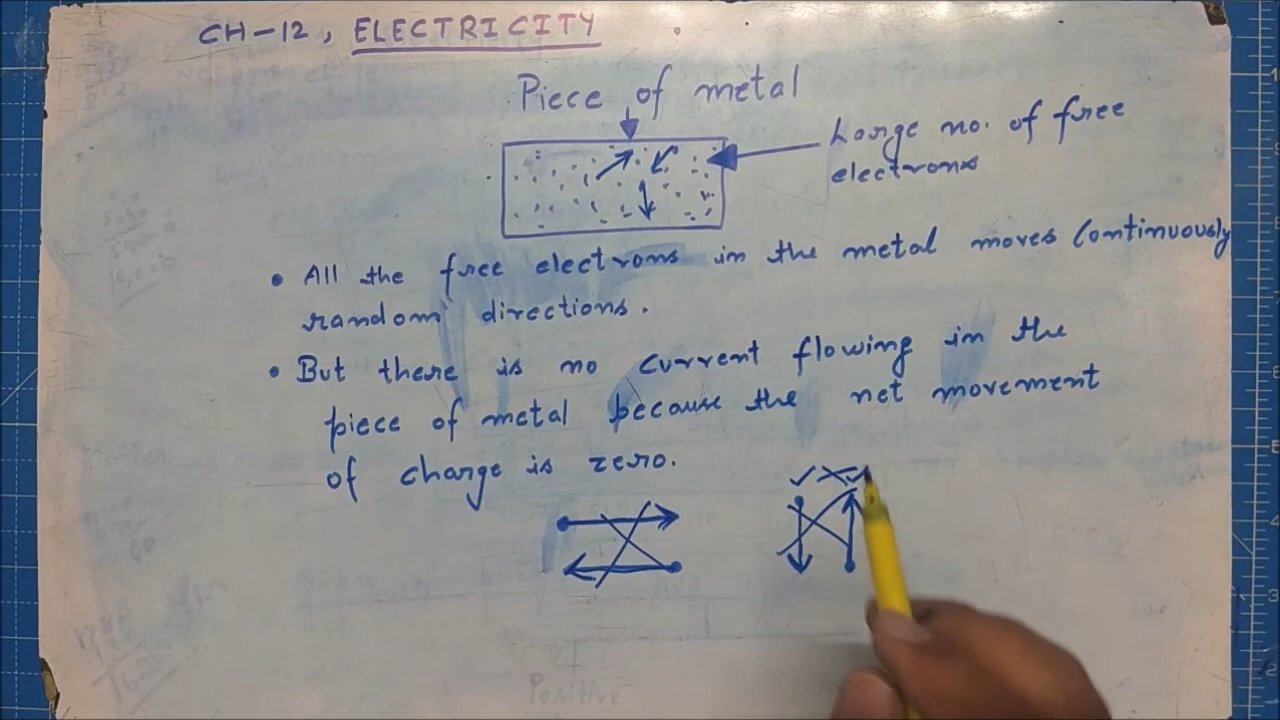 CH-12, ELECTRICITY
Piece of metal
Large no. of free
electrons
• All the free electrons in the metal moves Continuously
random directions.
• But there is no current flowing in the
piece of metal because the net movement
of charge is zero.
Positive